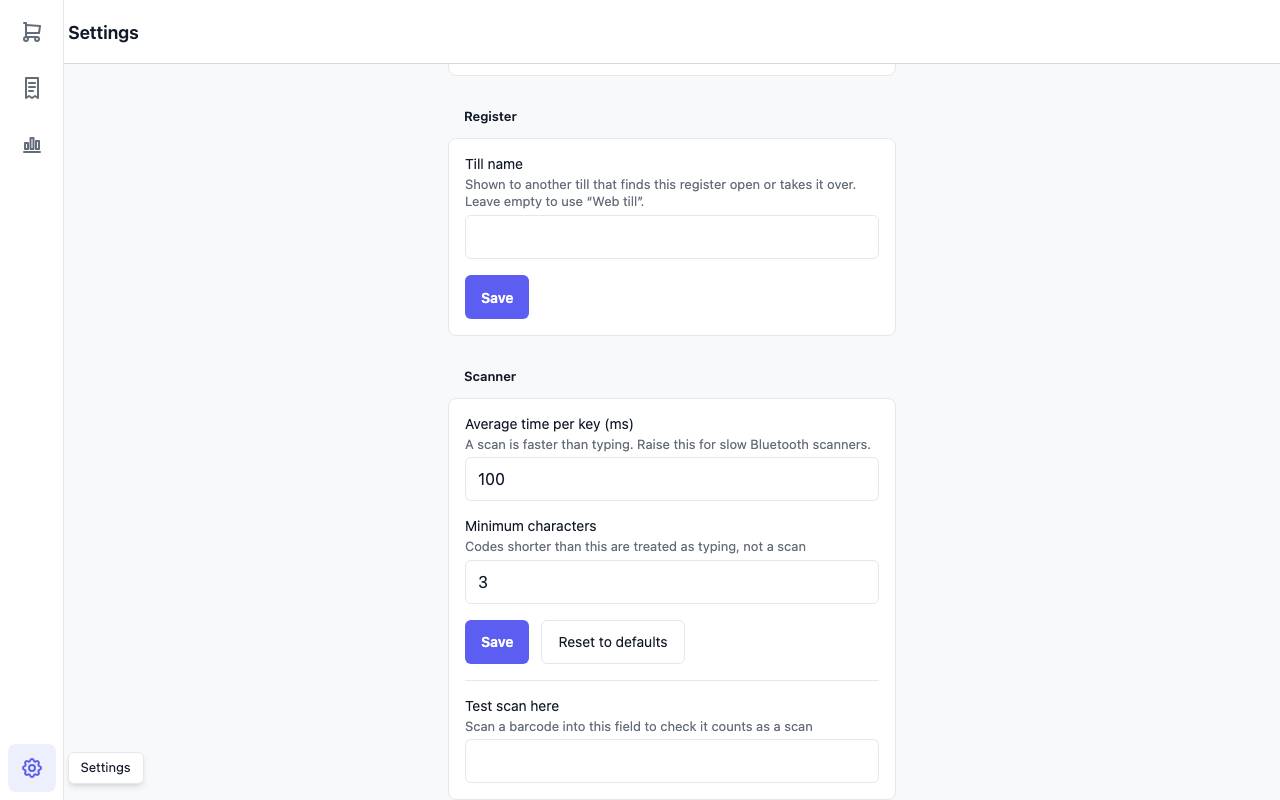 Settings
Register
Till name
Shown to another till that finds this register open or takes it over.
Leave empty to use “Web till”.
Save
Scanner
Average time per key (ms)
A scan is faster than typing. Raise this for slow Bluetooth scanners.
100
Minimum characters
Codes shorter than this are treated as typing, not a scan
3
Save
Reset to defaults
Test scan here
Scan a barcode into this field to check it counts as a scan
Settings